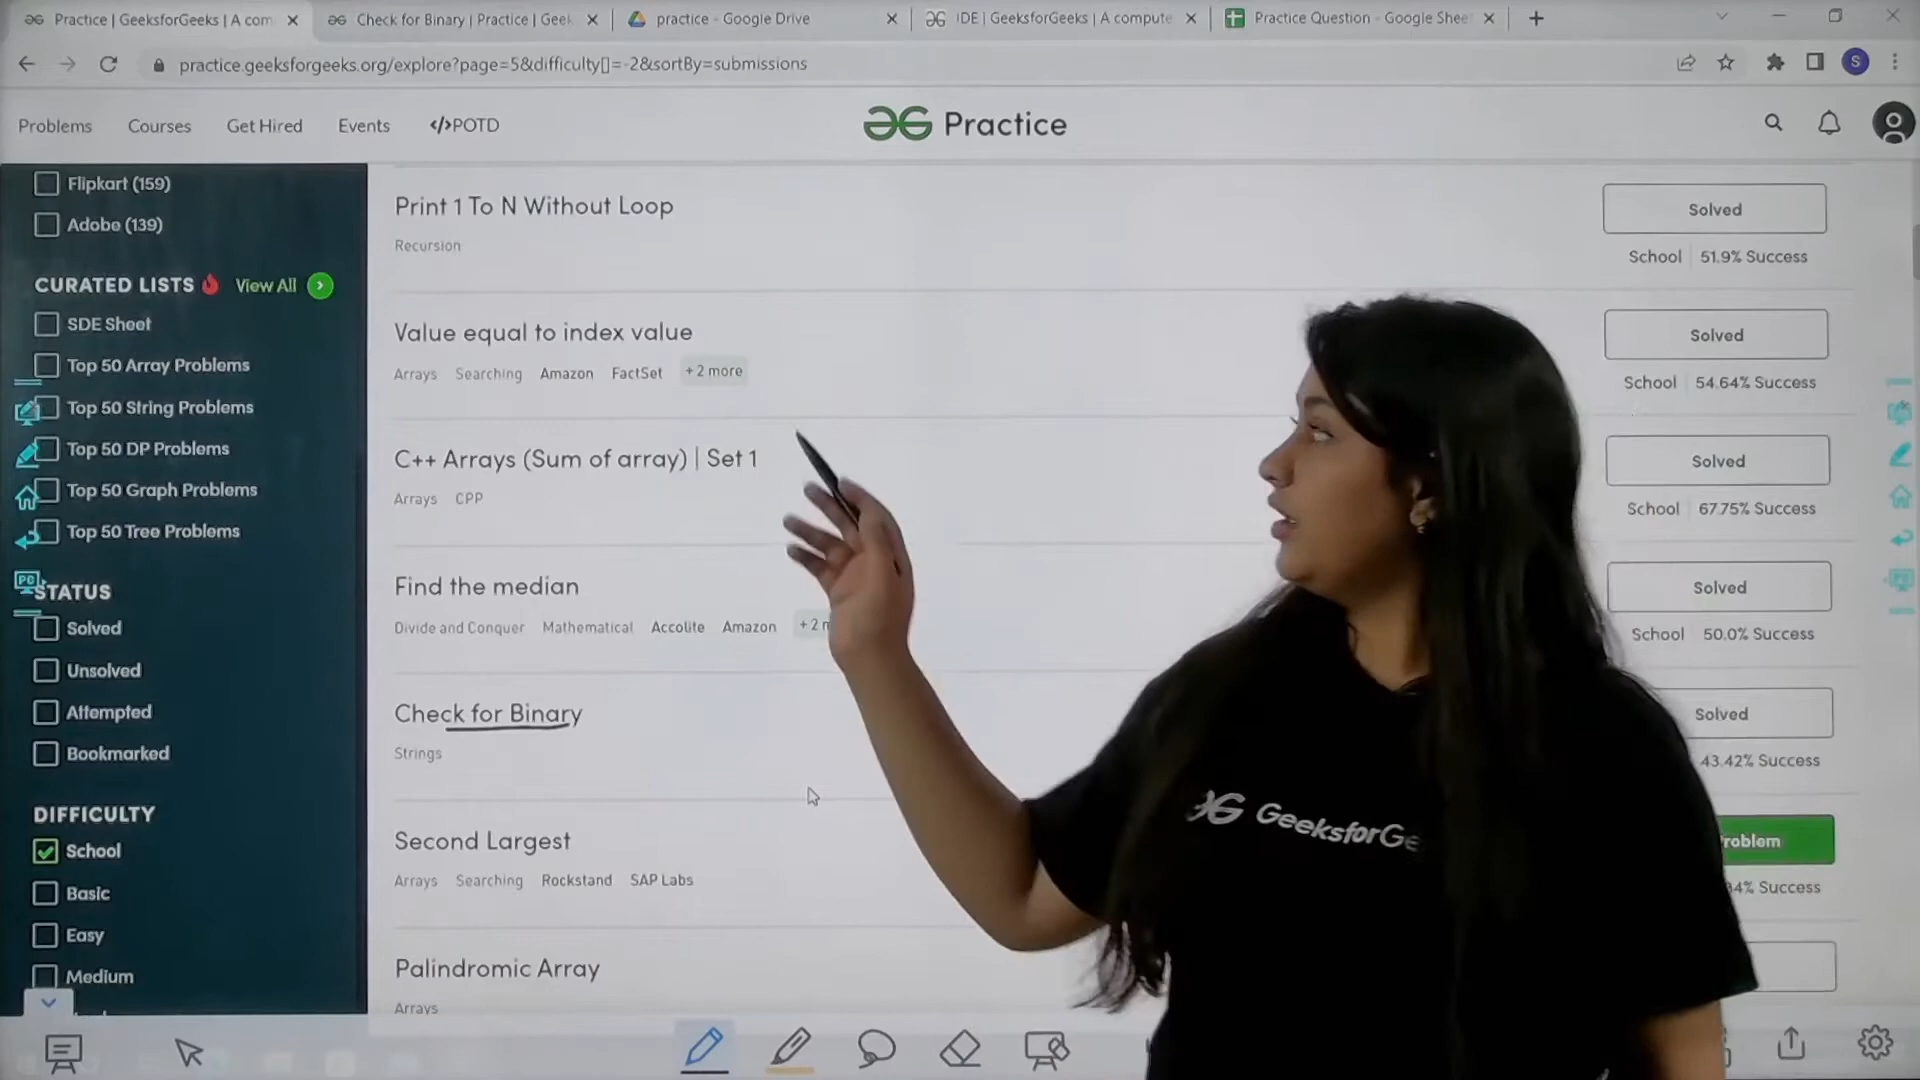 Practice | GeeksforGeeks | A com
Check for Binary | Practice | Geek
practice - Google Drive
IDE | GeeksforGeeks | A compute
Practice Question - Google Shee
practice.geeksforgeeks.org/explore?page=5&difficulty[]=-2&sortBy=submissions
S
Problems
Courses
Get Hired
Events
</>POTD
Practice
Flipkart (159)
Adobe (139)
CURATED LISTS
View All
SDE Sheet
Top 50 Array Problems
Top 50 String Problems
Top 50 DP Problems
Top 50 Graph Problems
Top 50 Tree Problems
PC
STATUS
Solved
Unsolved
Attempted
Bookmarked
DIFFICULTY
School
Basic
Easy
Medium
Print 1 To N Without Loop
Recursion
Solved
School | 51.9% Success
Value equal to index value
Arrays Searching Amazon FactSet +2 more
Solved
School | 54.64% Success
C++ Arrays (Sum of array) | Set 1
Arrays CPP
Solved
School | 67.75% Success
Find the median
Divide and Conquer Mathematical Accolite Amazon +2 m
Solved
School | 50.0% Success
Check for Binary
Strings
Solved
43.42% Success
Second Largest
Arrays Searching Rockstand SAP Labs
roblem
34% Success
Palindromic Array
Arrays
GeeksforGe